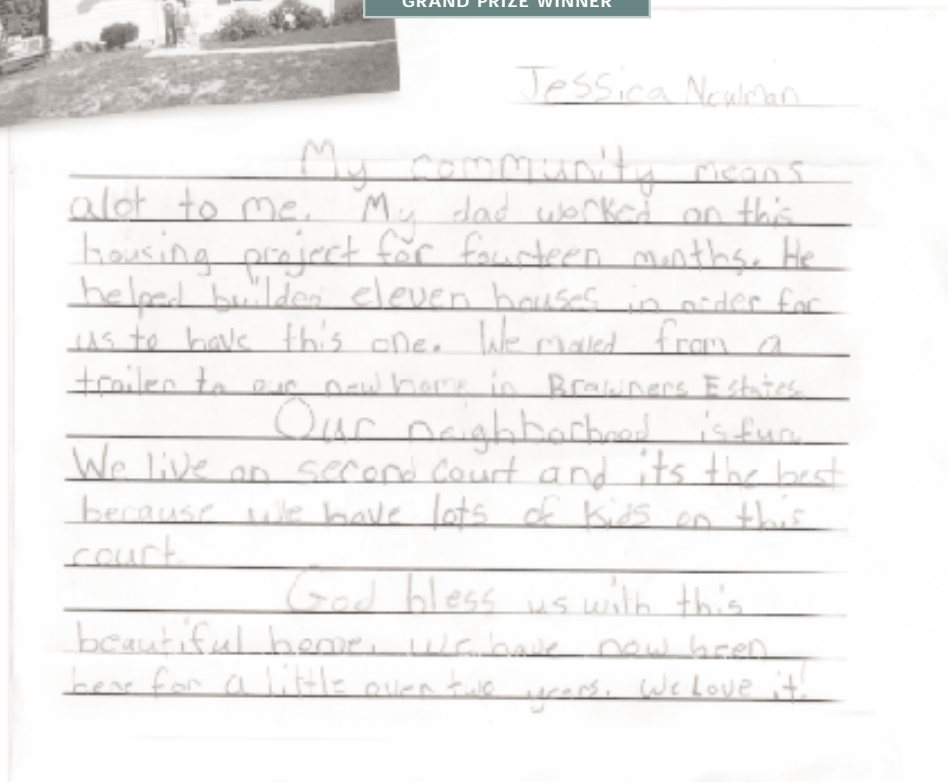 GRAND PRIZE WINNER
Jessica Newman
My community means
alot to me. My dad worked on this
housing project for fourteen months. He
helped builded eleven houses in order for
us to have this one. We moved from a
trailer to our new home in Brawners Estates.
Our neighborhood is fun.
We live on second court and its the best
because we have lots of kids on this
court.
God bless us with this
beautiful home. we have now been
here for a little over two years. We Love it!